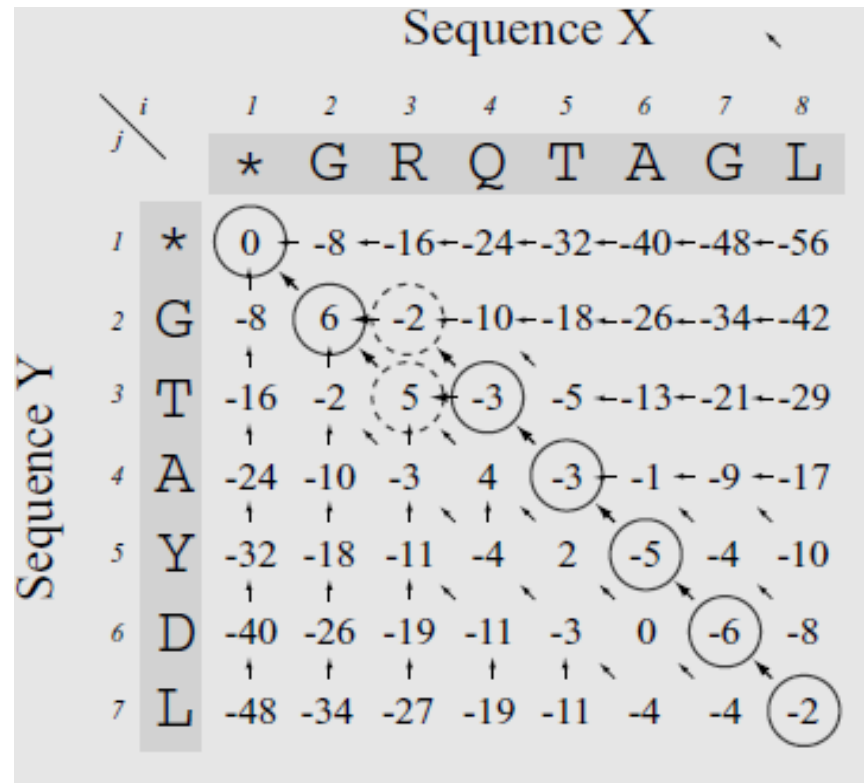 Sequence X
i 1 2 3 4 5 6 7 8
j
* G R Q T A G L
1 * 0 -8 -16 -24 -32 -40 -48 -56
2 G -8 6 -2 -10 -18 -26 -34 -42
3 T -16 -2 5 -3 -5 -13 -21 -29
4 A -24 -10 -3 4 -3 -1 -9 -17
5 Y -32 -18 -11 -4 2 -5 -4 -10
6 D -40 -26 -19 -11 -3 0 -6 -8
7 L -48 -34 -27 -19 -11 -4 -4 -2
Sequence Y